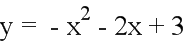 y = - x² - 2x + 3